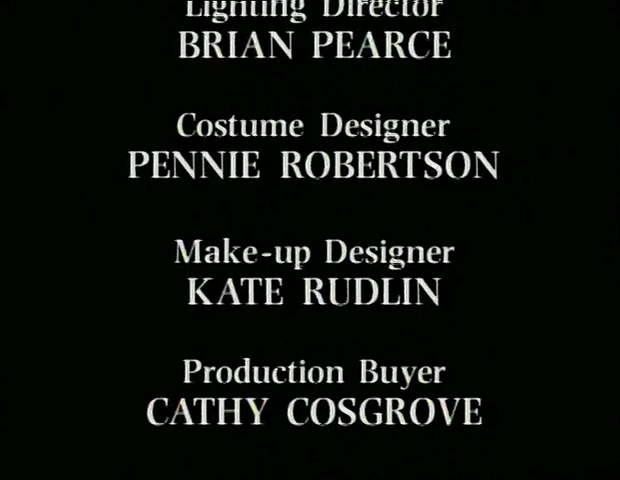 Lighting Director
BRIAN PEARCE
Costume Designer
PENNIE ROBERTSON
Make-up Designer
KATE RUDLIN
Production Buyer
CATHY COSGROVE